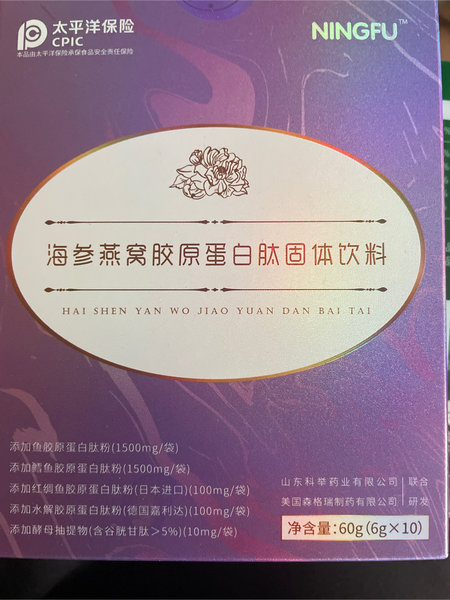 太平洋保险
CPIC
本品由太平洋保险承保食品安全责任保险
NINGFU™
海参燕窝胶原蛋白肽固体饮料
HAI SHEN YAN WO JIAO YUAN DAN BAI TAI
添加鱼胶原蛋白肽粉(1500mg/袋)
添加鳕鱼胶原蛋白肽粉(1500mg/袋)
添加红绸鱼胶原蛋白肽粉(日本进口)(100mg/袋)
添加水解胶原蛋白肽粉(德国嘉利达)(100mg/袋)
添加酵母抽提物(含谷胱甘肽>5%)(10mg/袋)
山东科举药业有限公司 联合
美国森格瑞制药有限公司 研发
净含量:60g(6g×10)